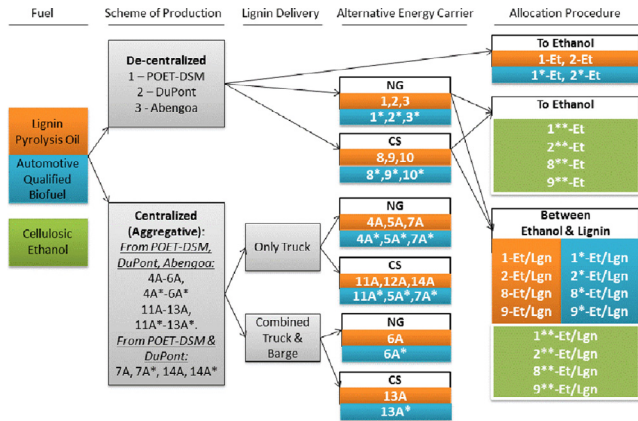 Fuel
Scheme of Production
Lignin Delivery
Alternative Energy Carrier
Allocation Procedure
Lignin
Pyrolysis Oil
Automotive
Qualified
Biofuel
Cellulosic
Ethanol
De-centralized
1 – POET-DSM
2 – DuPont
3 - Abengoa
Centralized
(Aggregative):
From POET-DSM,
DuPont, Abengoa:
4A-6A,
4A*-6A*
11A-13A,
11A*-13A*.
From POET-DSM &
DuPont:
7A, 7A*, 14A, 14A*
Only Truck
Combined
Truck &
Barge
NG
1,2,3
1*,2*,3*
CS
8,9,10
8*,9*,10*
NG
4A,5A,7A
4A*,5A*,7A*
CS
11A,12A,14A
11A*,5A*,7A*
NG
6A
6A*
CS
13A
13A*
To Ethanol
1-Et, 2-Et
1*-Et, 2*-Et
To Ethanol
1**-Et
2**-Et
8**-Et
9**-Et
Between
Ethanol & Lignin
1-Et/Lgn
2-Et/Lgn
8-Et/Lgn
9-Et/Lgn
1*-Et/Lgn
2*-Et/Lgn
8*-Et/Lgn
9*-Et/Lgn
1**-Et/Lgn
2**-Et/Lgn
8**-Et/Lgn
9**-Et/Lgn